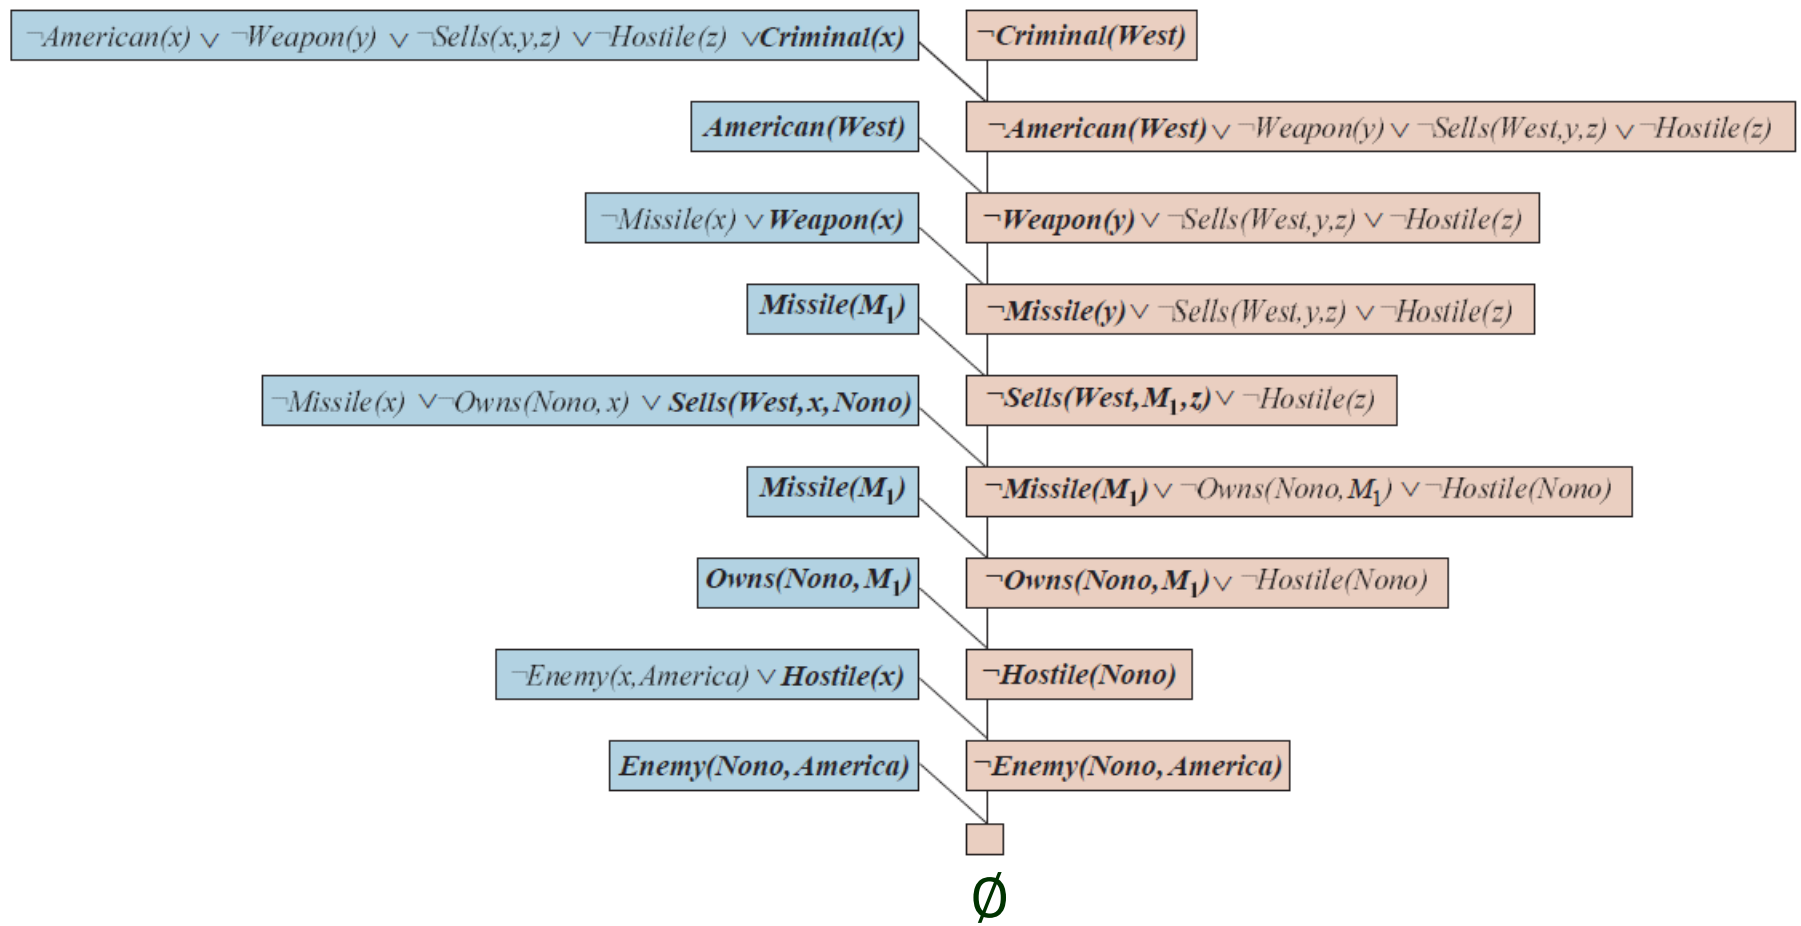 ¬American(x) ∨ ¬Weapon(y) ∨ ¬Sells(x,y,z) ∨ ¬Hostile(z) ∨ Criminal(x) ¬Criminal(West)
American(West) ¬American(West) ∨ ¬Weapon(y) ∨ ¬Sells(West,y,z) ∨ ¬Hostile(z)
¬Missile(x) ∨ Weapon(x) ¬Weapon(y) ∨ ¬Sells(West,y,z) ∨ ¬Hostile(z)
Missile(M₁) ¬Missile(y) ∨ ¬Sells(West,y,z) ∨ ¬Hostile(z)
¬Missile(x) ∨ ¬Owns(Nono,x) ∨ Sells(West,x,Nono) ¬Sells(West,M₁,z) ∨ ¬Hostile(z)
Missile(M₁) ¬Missile(M₁) ∨ ¬Owns(Nono,M₁) ∨ ¬Hostile(Nono)
Owns(Nono,M₁) ¬Owns(Nono,M₁) ∨ ¬Hostile(Nono)
¬Enemy(x,America) ∨ Hostile(x) ¬Hostile(Nono)
Enemy(Nono,America) ¬Enemy(Nono,America)
Ø